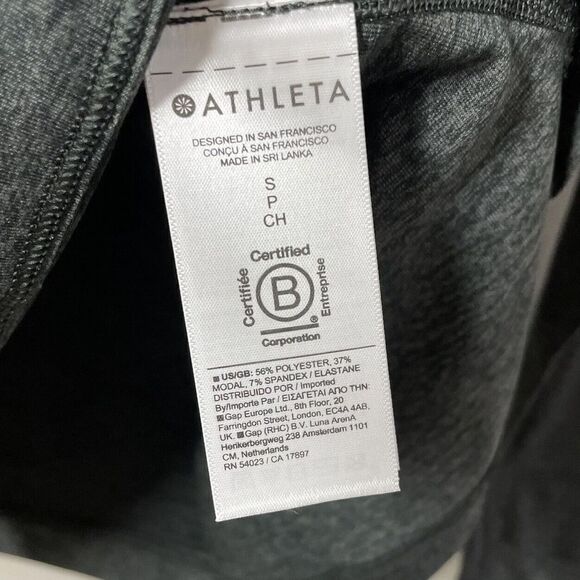 ATHLETA
DESIGNED IN SAN FRANCISCO
CONÇU À SAN FRANCISCO
MADE IN SRI LANKA
S
P
CH
Certified
Certifiée
B
Entreprise
®
Corporation
US/GB: 56% POLYESTER, 37%
MODAL, 7% SPANDEX / ELASTANE
DISTRIBUIDO POR / Imported
By/Importe Par / ΕΙΣΑΓΕΤΑΙ ΑΠΟ ΤΗΝ:
Gap Europe Ltd., 8th Floor, 20
Farringdon Street, London, EC4A 4AB,
UK. Gap (RHC) B.V. Luna ArenA
Herikerbergweg 238 Amsterdam 1101
CM, Netherlands
RN 54023 / CA 17897